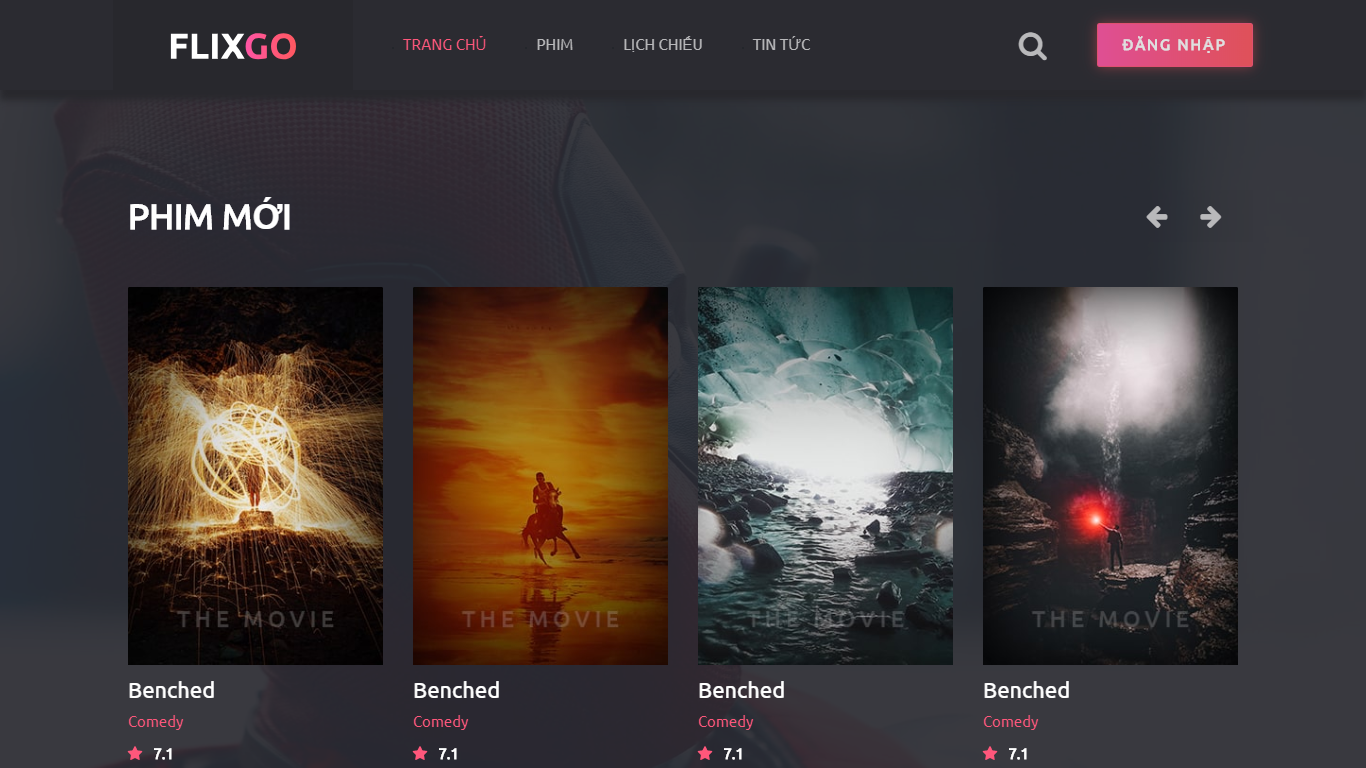 FLIXGO
TRANG CHỦ
PHIM
LỊCH CHIẾU
TIN TỨC
ĐĂNG NHẬP
PHIM MỚI
THE MOVIE
THE MOVIE
THE MOVIE
THE MOVIE
Benched
Comedy
7.1
Benched
Comedy
7.1
Benched
Comedy
7.1
Benched
Comedy
7.1